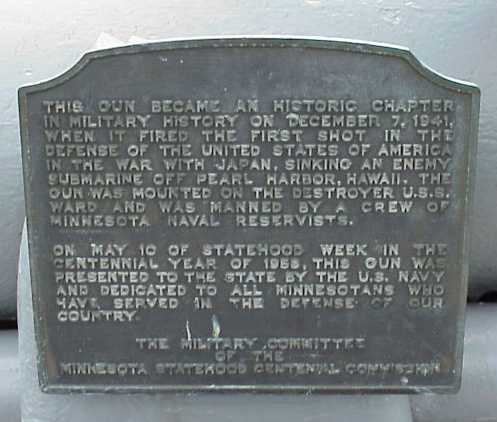 THIS GUN BECAME AN HISTORIC CHAPTER
IN MILITARY HISTORY ON DECEMBER 7, 1941,
WHEN IT FIRED THE FIRST SHOT IN THE
DEFENSE OF THE UNITED STATES OF AMERICA
IN THE WAR WITH JAPAN, SINKING AN ENEMY
SUBMARINE OFF PEARL HARBOR, HAWAII. THE
GUN WAS MOUNTED ON THE DESTROYER U.S.S.
WARD AND WAS MANNED BY A CREW OF
MINNESOTA NAVAL RESERVISTS.
ON MAY 10 OF STATEHOOD WEEK IN THE
CENTENNIAL YEAR OF 1958, THIS GUN WAS
PRESENTED TO THE STATE BY THE U.S. NAVY
AND DEDICATED TO ALL MINNESOTANS WHO
HAVE SERVED IN THE DEFENSE OF OUR
COUNTRY.
THE MILITARY COMMITTEE
OF THE
MINNESOTA STATEHOOD CENTENIAL COMMISSION